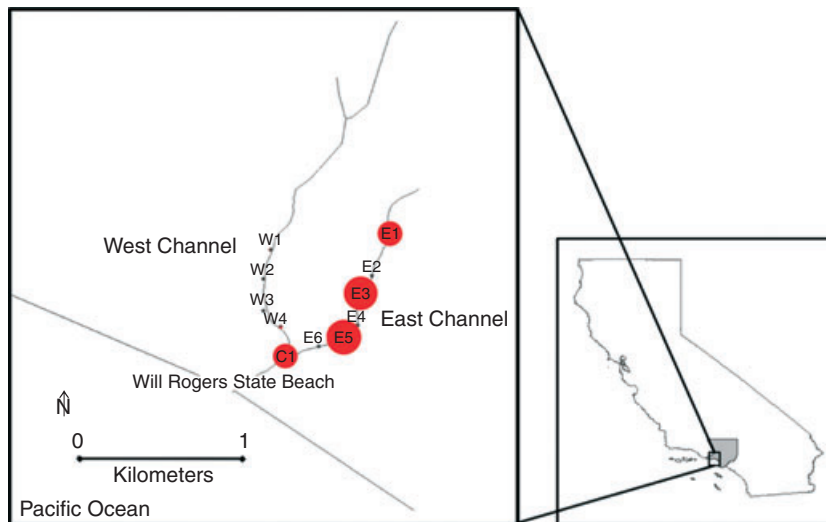 West Channel
W1
W2
W3
W4
E1
E2
E3
East Channel
E4
E5
E6
C1
Will Rogers State Beach
N
0 1
Kilometers
Pacific Ocean